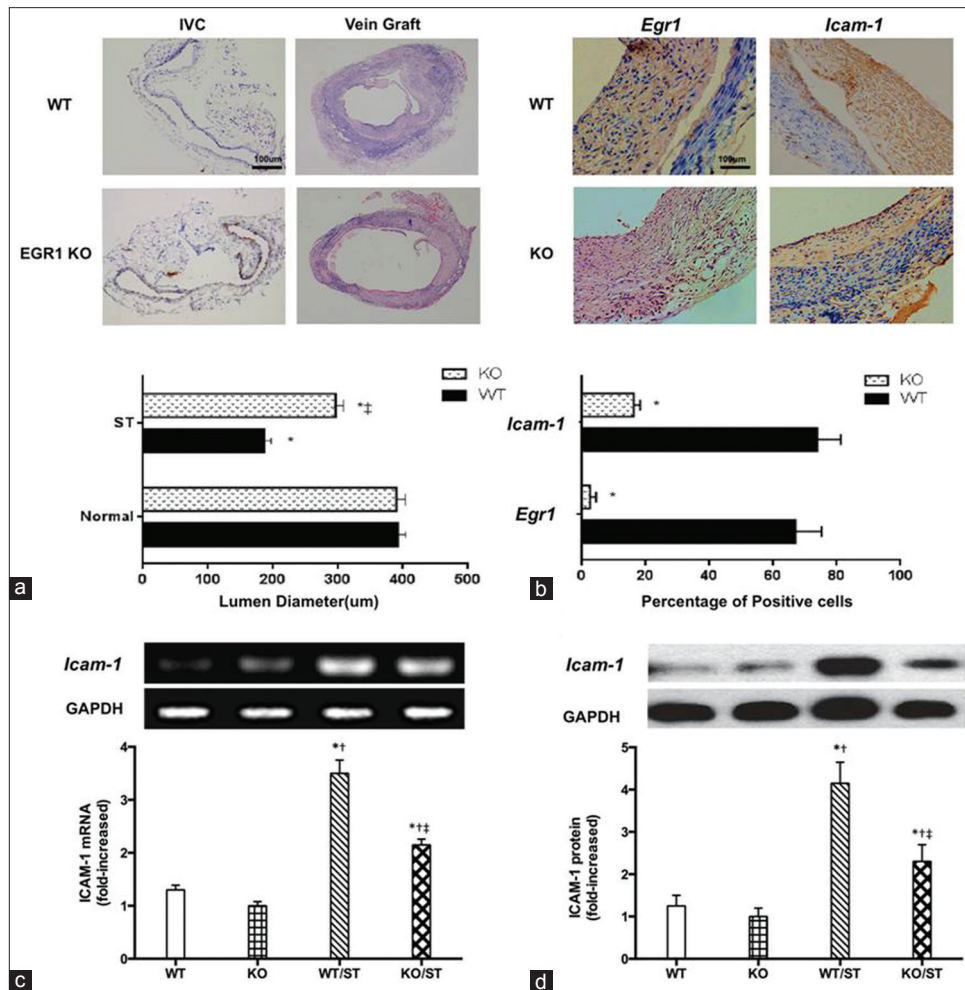 IVC Vein Graft
WT
100um
EGR1 KO
KO
WT
ST
*‡
*
Normal
0 100 200 300 400 500
Lumen Diameter(um)
a
Egr1 Icam-1
WT
100um
KO
KO
WT
Icam-1
*
Egr1
*
0 20 40 60 80 100
Percentage of Positive cells
b
Icam-1
GAPDH
ICAM-1 mRNA
(fold-increased)
4
3
2
1
0
*†
*†‡
WT KO WT/ST KO/ST
c
Icam-1
GAPDH
ICAM-1 protein
(fold-increased)
5
4
3
2
1
0
*†
*†‡
WT KO WT/ST KO/ST
d